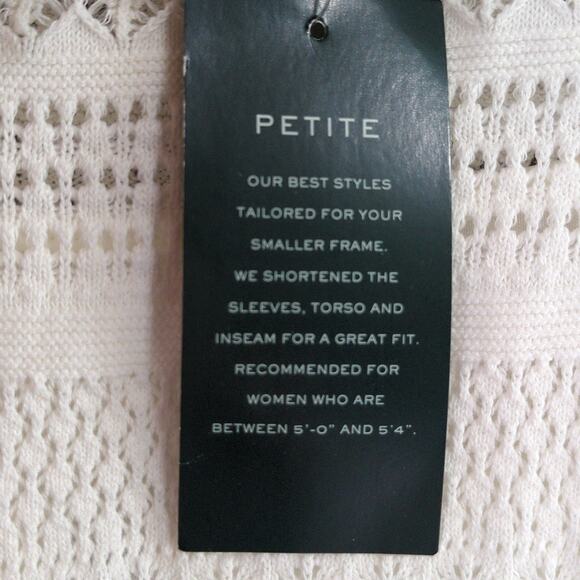 PETITE
OUR BEST STYLES
TAILORED FOR YOUR
SMALLER FRAME.
WE SHORTENED THE
SLEEVES, TORSO AND
INSEAM FOR A GREAT FIT.
RECOMMENDED FOR
WOMEN WHO ARE
BETWEEN 5'-0" AND 5'4".